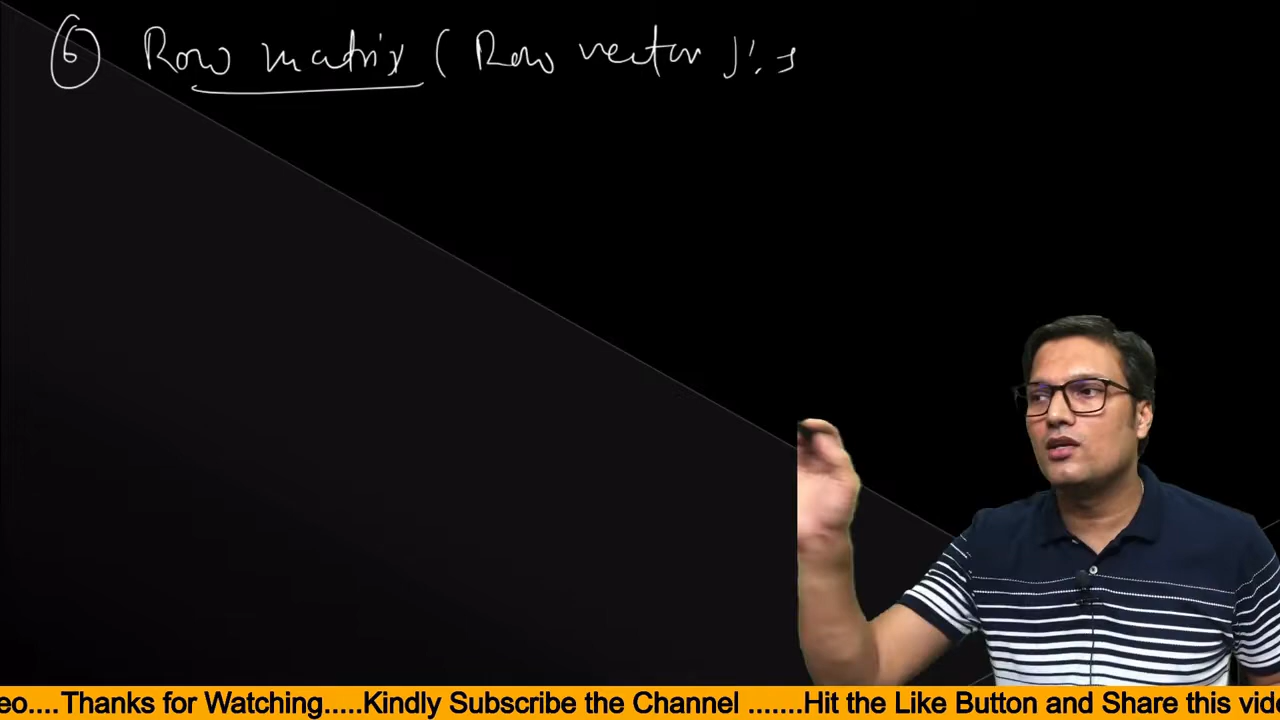 ⑥ Row matrix (Row vector) :-
eo....Thanks for Watching.....Kindly Subscribe the Channel .......Hit the Like Button and Share this vide